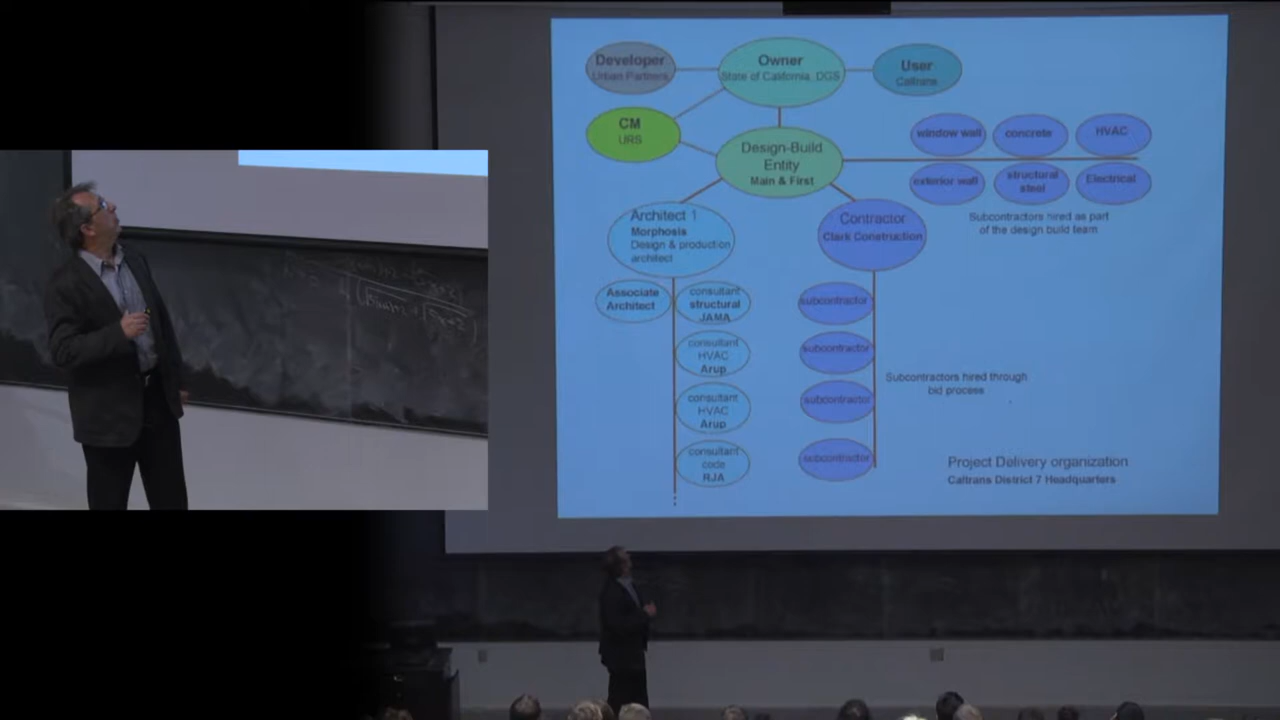 Developer
Urban Partners
Owner
State of California, DGS
User
Caltrans
CM
URS
Design-Build
Entity
Main & First
window wall
concrete
HVAC
exterior wall
structural
steel
Electrical
Subcontractors hired as part
of the design build team
Architect 1
Morphosis
Design & production
architect
Contractor
Clark Construction
Associate
Architect
consultant
structural
JAMA
consultant
HVAC
Arup
consultant
HVAC
Arup
consultant
code
RJA
subcontractor
subcontractor
subcontractor
subcontractor
Subcontractors hired through
bid process
Project Delivery organization
Caltrans District 7 Headquarters